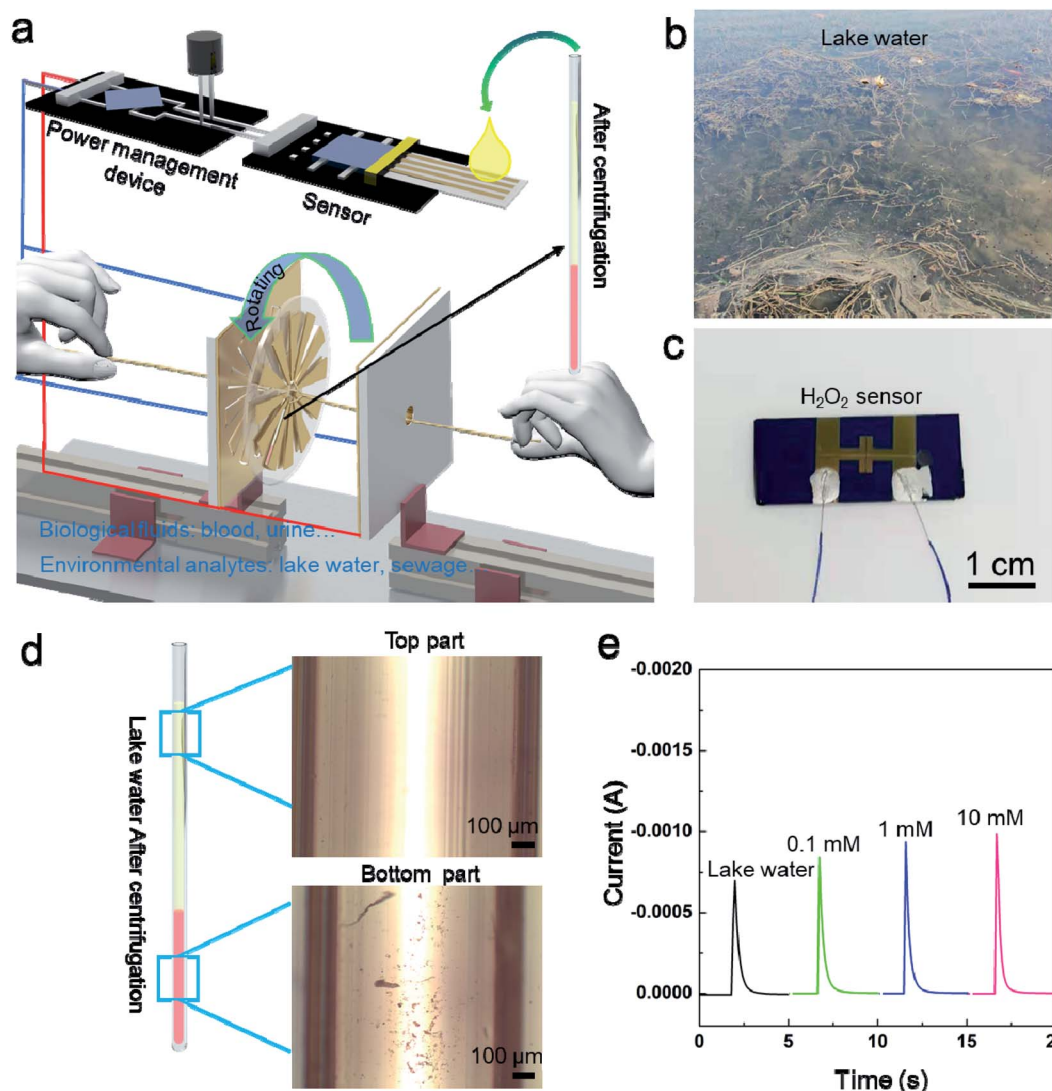 a
Power management
device
Sensor
After centrifugation
Rotating
Biological fluids: blood, urine...
Environmental analytes: lake water, sewage...
b
Lake water
c
H₂O₂ sensor
1 cm
d
Lake water After centrifugation
Top part
100 μm
Bottom part
100 μm
e
-0.0020
-0.0015
-0.0010
-0.0005
0.0000
Current (A)
Lake water
0.1 mM
1 mM
10 mM
0
5
10
15
2
Time (s)